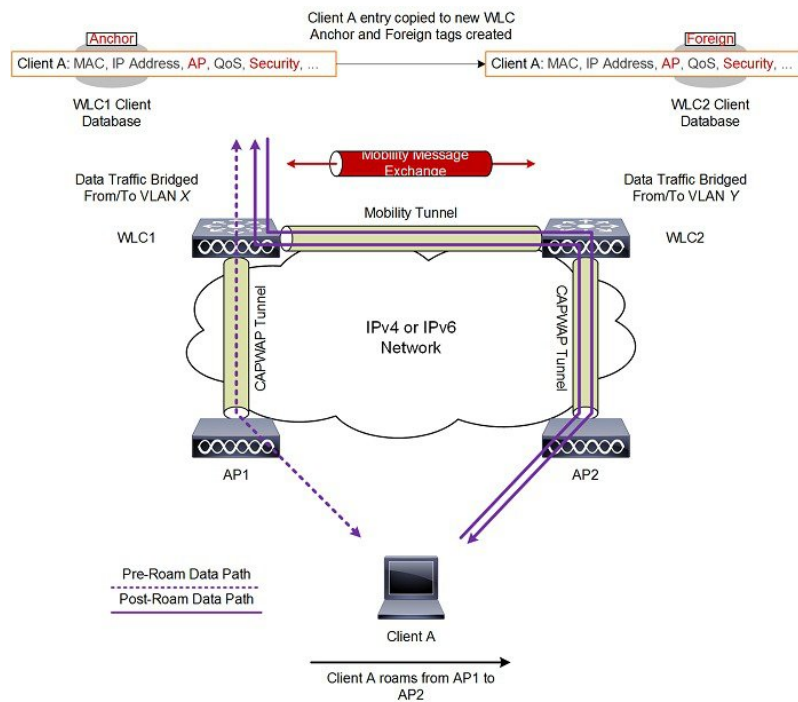 Client A entry copied to new WLC
Anchor and Foreign tags created
Anchor
Client A: MAC, IP Address, AP, QoS, Security, ...
WLC1 Client
Database
Foreign
Client A: MAC, IP Address, AP, QoS, Security, ...
WLC2 Client
Database
Mobility Message
Exchange
Data Traffic Bridged
From/To VLAN X
Data Traffic Bridged
From/To VLAN Y
Mobility Tunnel
WLC1
WLC2
CAPWAP Tunnel
IPv4 or IPv6
Network
CAPWAP Tunnel
AP1
AP2
Pre-Roam Data Path
Post-Roam Data Path
Client A
Client A roams from AP1 to
AP2